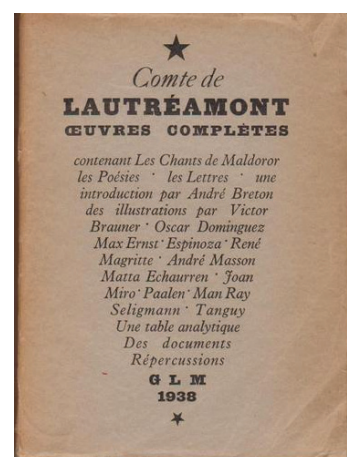 Comte de
LAUTRÉAMONT
ŒUVRES COMPLÈTES
contenant Les Chants de Maldoror
les Poésies · les Lettres · une
introduction par André Breton
des illustrations par Victor
Brauner · Oscar Dominguez
Max Ernst · Espinoza · René
Magritte · André Masson
Matta Echaurren · Joan
Miro · Paalen · Man Ray
Seligmann · Tanguy
Une table analytique
Des documents
Répercussions
G L M
1938